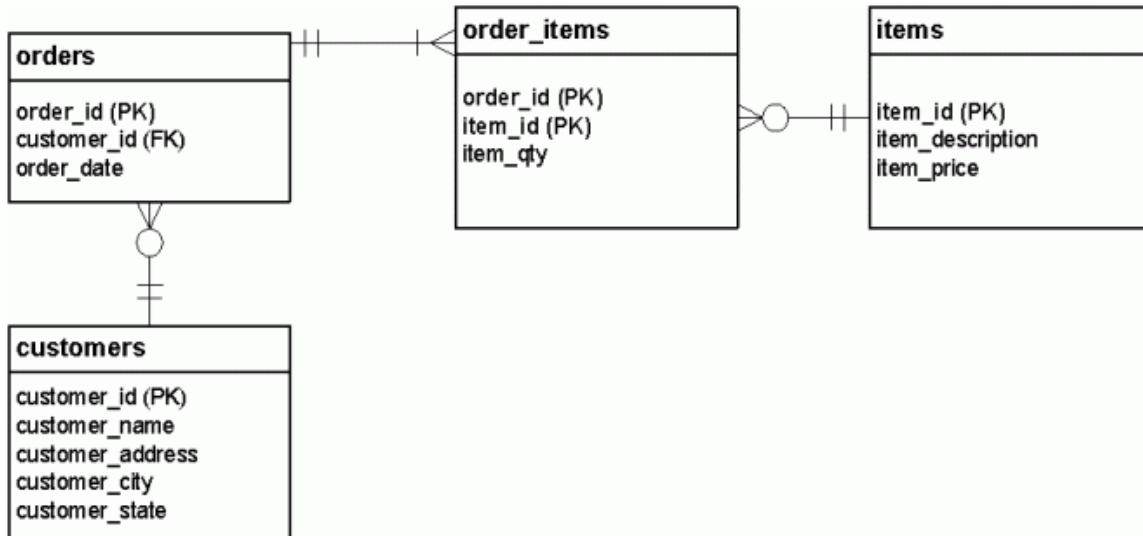 orders
order_id (PK)
customer_id (FK)
order_date
order_items
order_id (PK)
item_id (PK)
item_qty
items
item_id (PK)
item_description
item_price
customers
customer_id (PK)
customer_name
customer_address
customer_city
customer_state